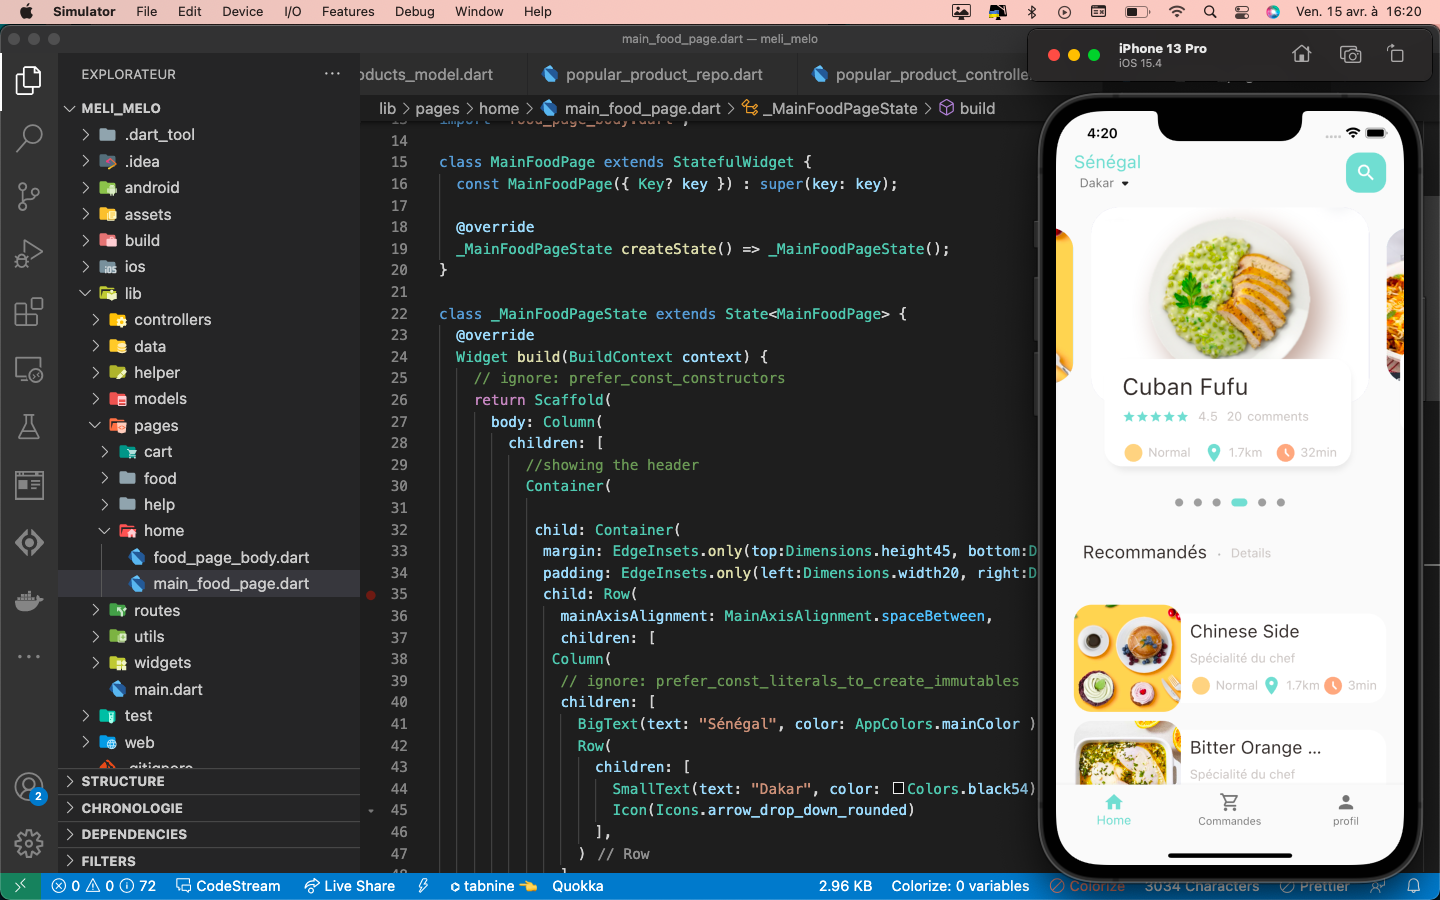 Simulator File Edit Device I/O Features Debug Window Help Ven. 15 avr. à 16:20
main_food_page.dart — meli_melo
EXPLORATEUR
MELI_MELO
.dart_tool
.idea
android
assets
build
ios
lib
controllers
data
helper
models
pages
cart
food
help
home
food_page_body.dart
main_food_page.dart
routes
utils
widgets
main.dart
test
web
.gitignore
STRUCTURE
CHRONOLOGIE
DEPENDENCIES
FILTERS
2
oducts_model.dart popular_product_repo.dart popular_product_controlle
lib > pages > home > main_food_page.dart > _MainFoodPageState > build
13 import 'food_page_body.dart';
14
15 class MainFoodPage extends StatefulWidget {
16 const MainFoodPage({ Key? key }) : super(key: key);
17
18 @override
19 _MainFoodPageState createState() => _MainFoodPageState();
20 }
21
22 class _MainFoodPageState extends State<MainFoodPage> {
23 @override
24 Widget build(BuildContext context) {
25 // ignore: prefer_const_constructors
26 return Scaffold(
27 body: Column(
28 children: [
29 //showing the header
30 Container(
31
32 child: Container(
33 margin: EdgeInsets.only(top:Dimensions.height45, bottom:D
34 padding: EdgeInsets.only(left:Dimensions.width20, right:D
35 child: Row(
36 mainAxisAlignment: MainAxisAlignment.spaceBetween,
37 children: [
38 Column(
39 // ignore: prefer_const_literals_to_create_immutables
40 children: [
41 BigText(text: "Sénégal", color: AppColors.mainColor )
42 Row(
43 children: [
44 SmallText(text: "Dakar", color: Colors.black54)
45 Icon(Icons.arrow_drop_down_rounded)
46 ],
47 ) // Row
iPhone 13 Pro
iOS 15.4
4:20
Sénégal
Dakar
Cuban Fufu
4.5 20 comments
Normal 1.7km 32min
Recommandés . Details
Chinese Side
Spécialité du chef
Normal 1.7km 3min
Bitter Orange ...
Spécialité du chef
Home Commandes profil
0 0 72 CodeStream Live Share tabnine Quokka 2.96 KB Colorize: 0 variables Colorize 3034 Characters Prettier